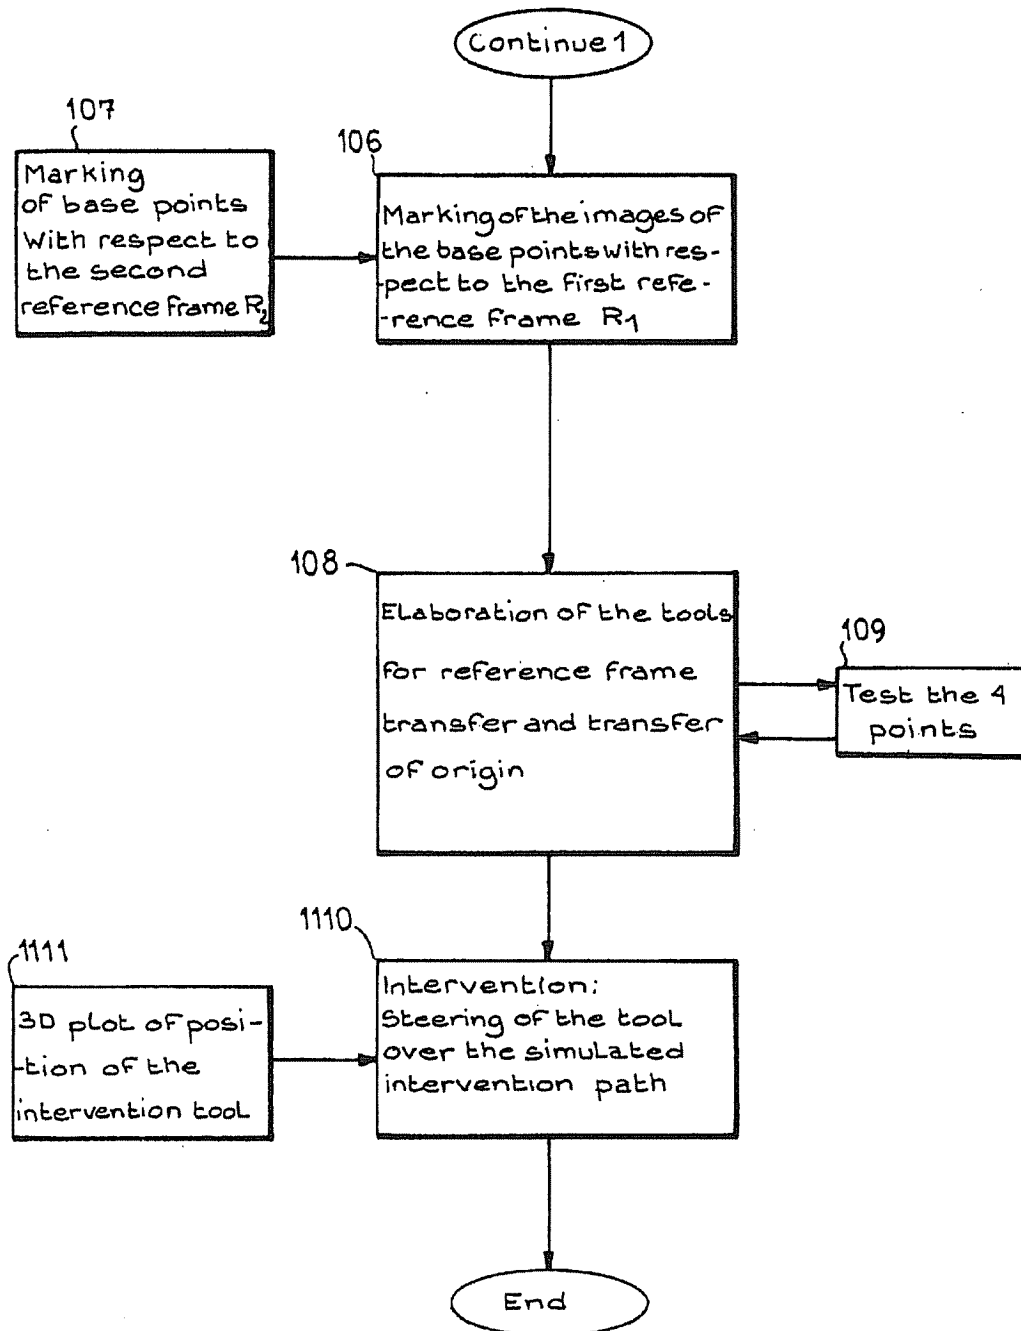 Continue 1
107
Marking
of base points
With respect to
the second
reference frame R2
106
Marking of the images of
the base points with res-
-pect to the first refe-
-rence frame R1
108
Elaboration of the tools
for reference frame
transfer and transfer
of origin
109
Test the 4
points
1110
Intervention:
Steering of the tool
over the simulated
intervention path
1111
3D plot of posi-
-tion of the
intervention tool
End